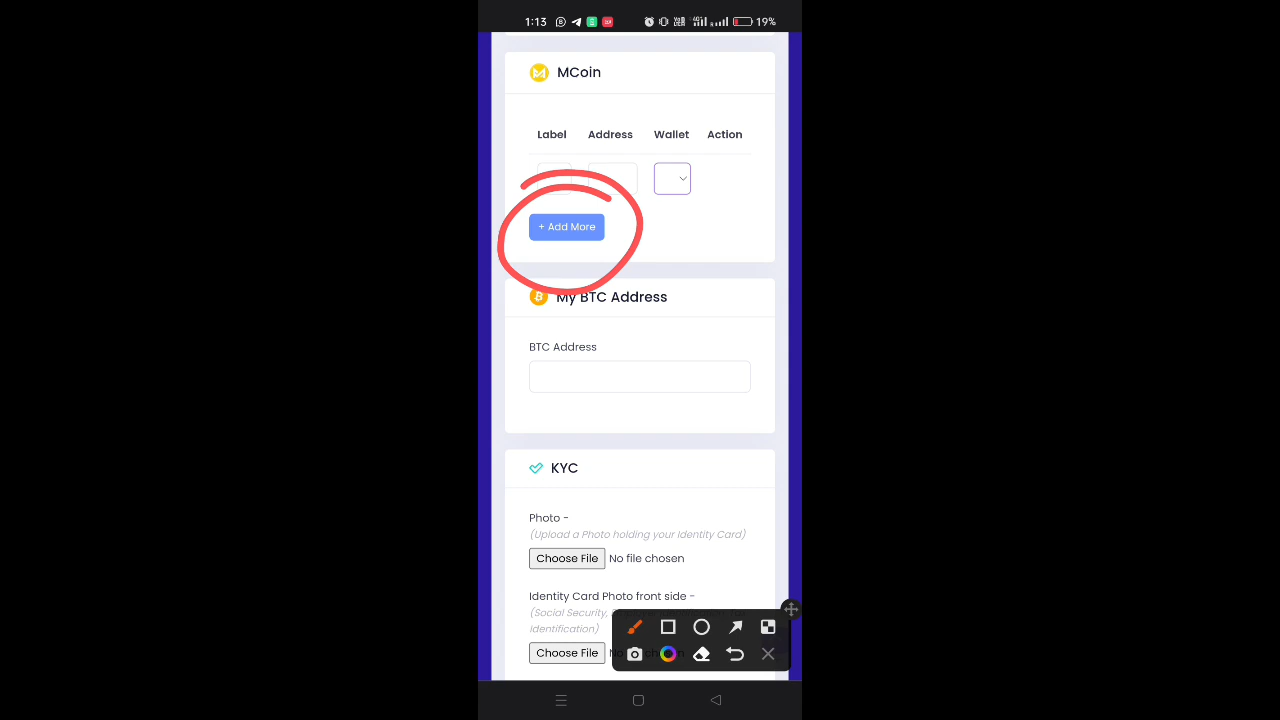 1:13
19%
MCoin
Label Address Wallet Action
+ Add More
My BTC Address
BTC Address
KYC
Photo -
(Upload a Photo holding your Identity Card)
Choose File No file chosen
Identity Card Photo front side -
(Social Security,
Identification)
Choose File